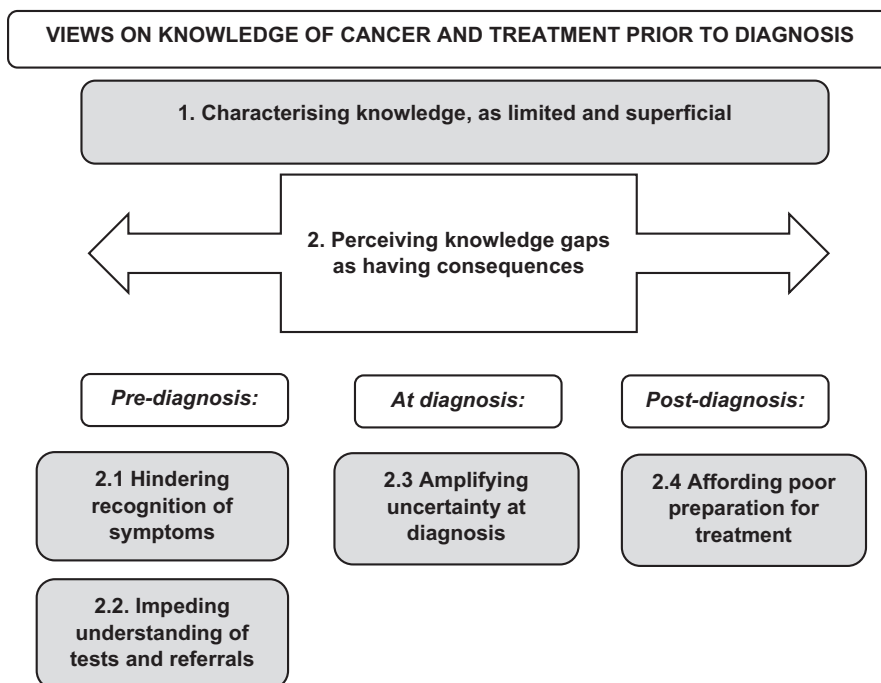 VIEWS ON KNOWLEDGE OF CANCER AND TREATMENT PRIOR TO DIAGNOSIS
1. Characterising knowledge, as limited and superficial
2. Perceiving knowledge gaps
as having consequences
Pre-diagnosis:
At diagnosis:
Post-diagnosis:
2.1 Hindering
recognition of
symptoms
2.3 Amplifying
uncertainty at
diagnosis
2.4 Affording poor
preparation for
treatment
2.2. Impeding
understanding of
tests and referrals